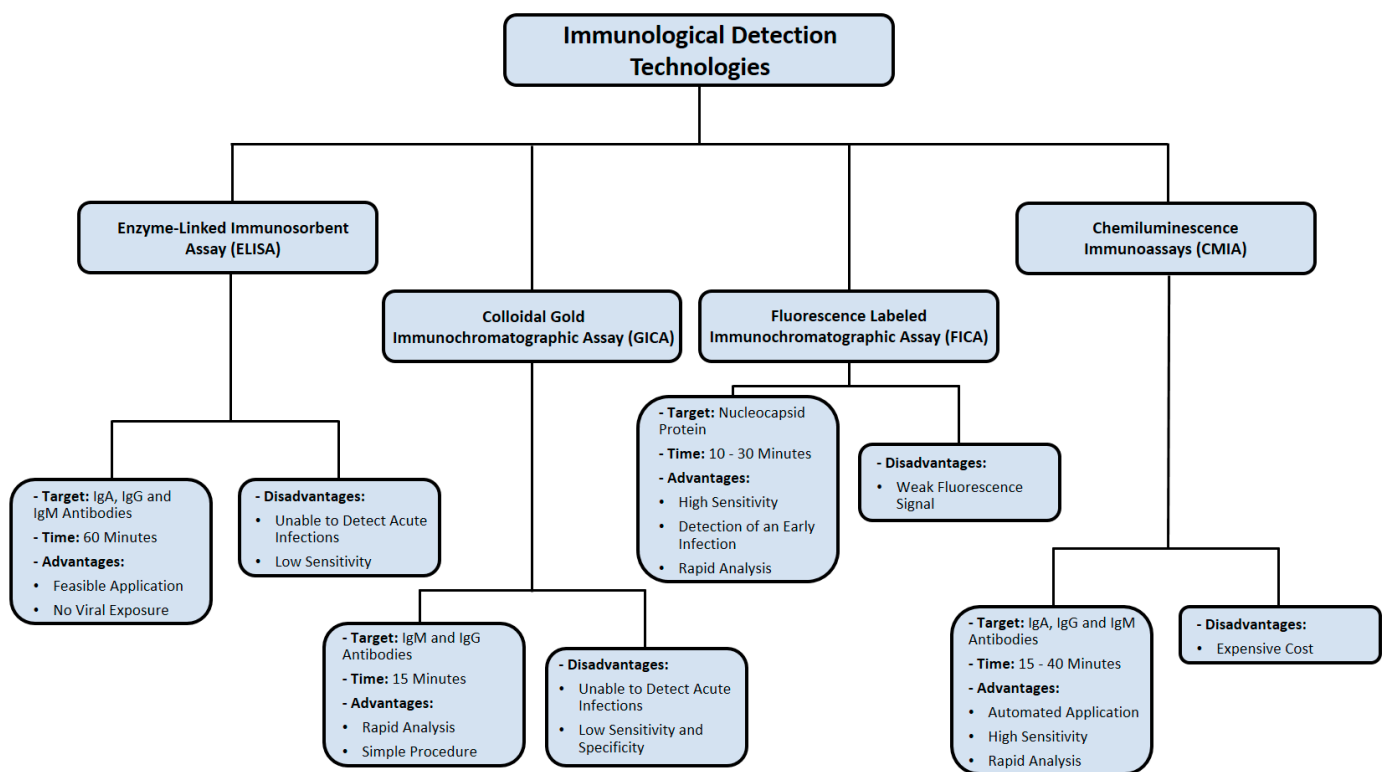 Immunological Detection
Technologies
Enzyme-Linked Immunosorbent
Assay (ELISA)
- Target: IgA, IgG and
IgM Antibodies
- Time: 60 Minutes
- Advantages:
• Feasible Application
• No Viral Exposure
- Disadvantages:
• Unable to Detect Acute
Infections
• Low Sensitivity
Colloidal Gold
Immunochromatographic Assay (GICA)
- Target: IgM and IgG
Antibodies
- Time: 15 Minutes
- Advantages:
• Rapid Analysis
• Simple Procedure
- Disadvantages:
• Unable to Detect Acute
Infections
• Low Sensitivity and
Specificity
Fluorescence Labeled
Immunochromatographic Assay (FICA)
- Target: Nucleocapsid
Protein
- Time: 10 - 30 Minutes
- Advantages:
• High Sensitivity
• Detection of an Early
Infection
• Rapid Analysis
- Disadvantages:
• Weak Fluorescence
Signal
Chemiluminescence
Immunoassays (CMIA)
- Target: IgA, IgG and IgM
Antibodies
- Time: 15 - 40 Minutes
- Advantages:
• Automated Application
• High Sensitivity
• Rapid Analysis
- Disadvantages:
• Expensive Cost